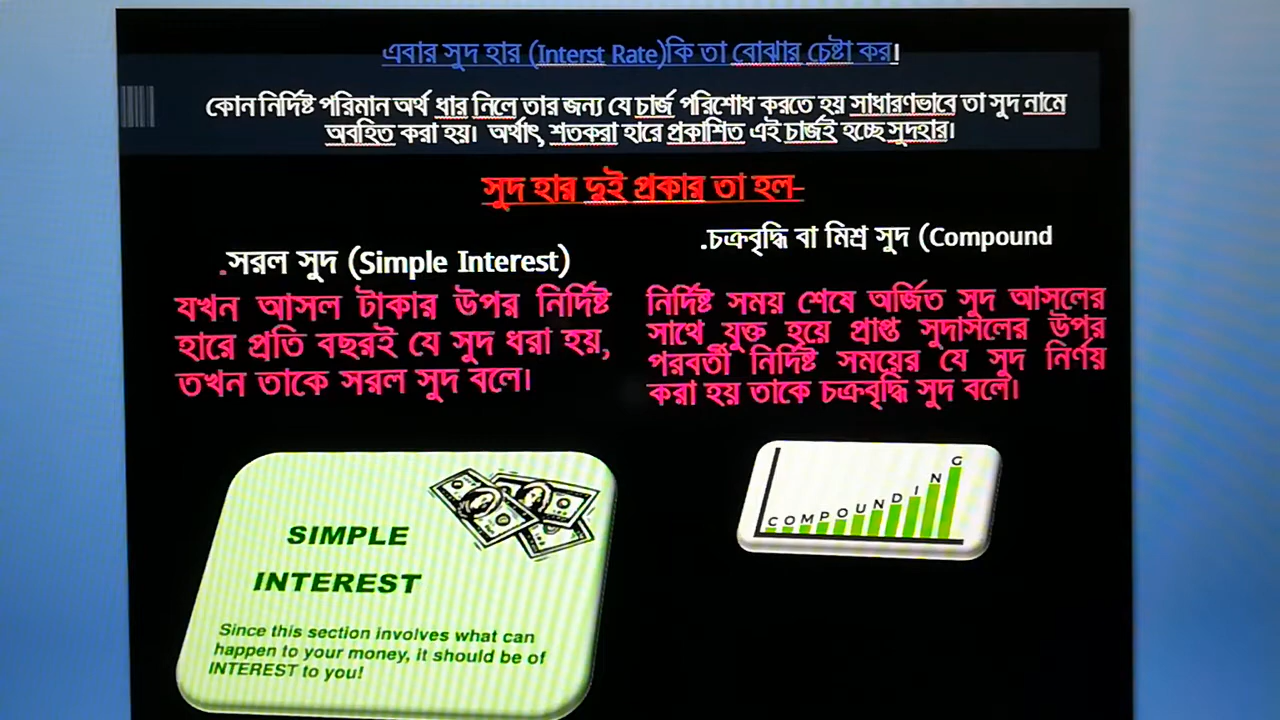 এবার সুদ হার (Interst Rate)কি তা বোঝার চেষ্টা কর।
কোন নির্দিষ্ট পরিমান অর্থ ধার নিলে তার জন্য যে চার্জ পরিশোধ করতে হয় সাধারণভাবে তা সুদ নামে
অবহিত করা হয়। অর্থাৎ, শতকরা হারে প্রকাশিত এই চার্জই হচ্ছে সুদহার।
সুদ হার দুই প্রকার তা হল-
.সরল সুদ (Simple Interest)
যখন আসল টাকার উপর নির্দিষ্ট
হারে প্রতি বছরই যে সুদ ধরা হয়,
তখন তাকে সরল সুদ বলে।
.চক্রবৃদ্ধি বা মিশ্র সুদ (Compound
নির্দিষ্ট সময় শেষে অর্জিত সুদ আসলের
সাথে যুক্ত হয়ে প্রাপ্ত সুদাসলের উপর
পরবর্তী নির্দিষ্ট সময়ের যে সুদ নির্ণয়
করা হয় তাকে চক্রবৃদ্ধি সুদ বলে।
SIMPLE
INTEREST
Since this section involves what can
happen to your money, it should be of
INTEREST to you!
COMPOUNDING